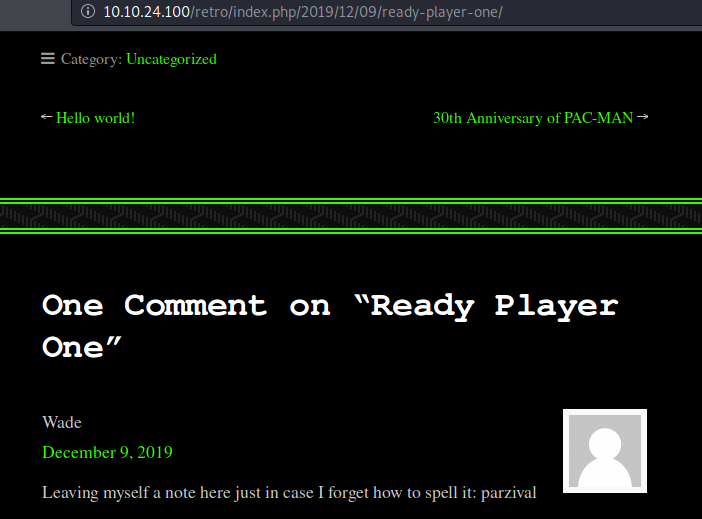 10.10.24.100/retro/index.php/2019/12/09/ready-player-one/
Category: Uncategorized
← Hello world! 30th Anniversary of PAC-MAN →
One Comment on “Ready Player
One”
Wade
December 9, 2019
Leaving myself a note here just in case I forget how to spell it: parzival